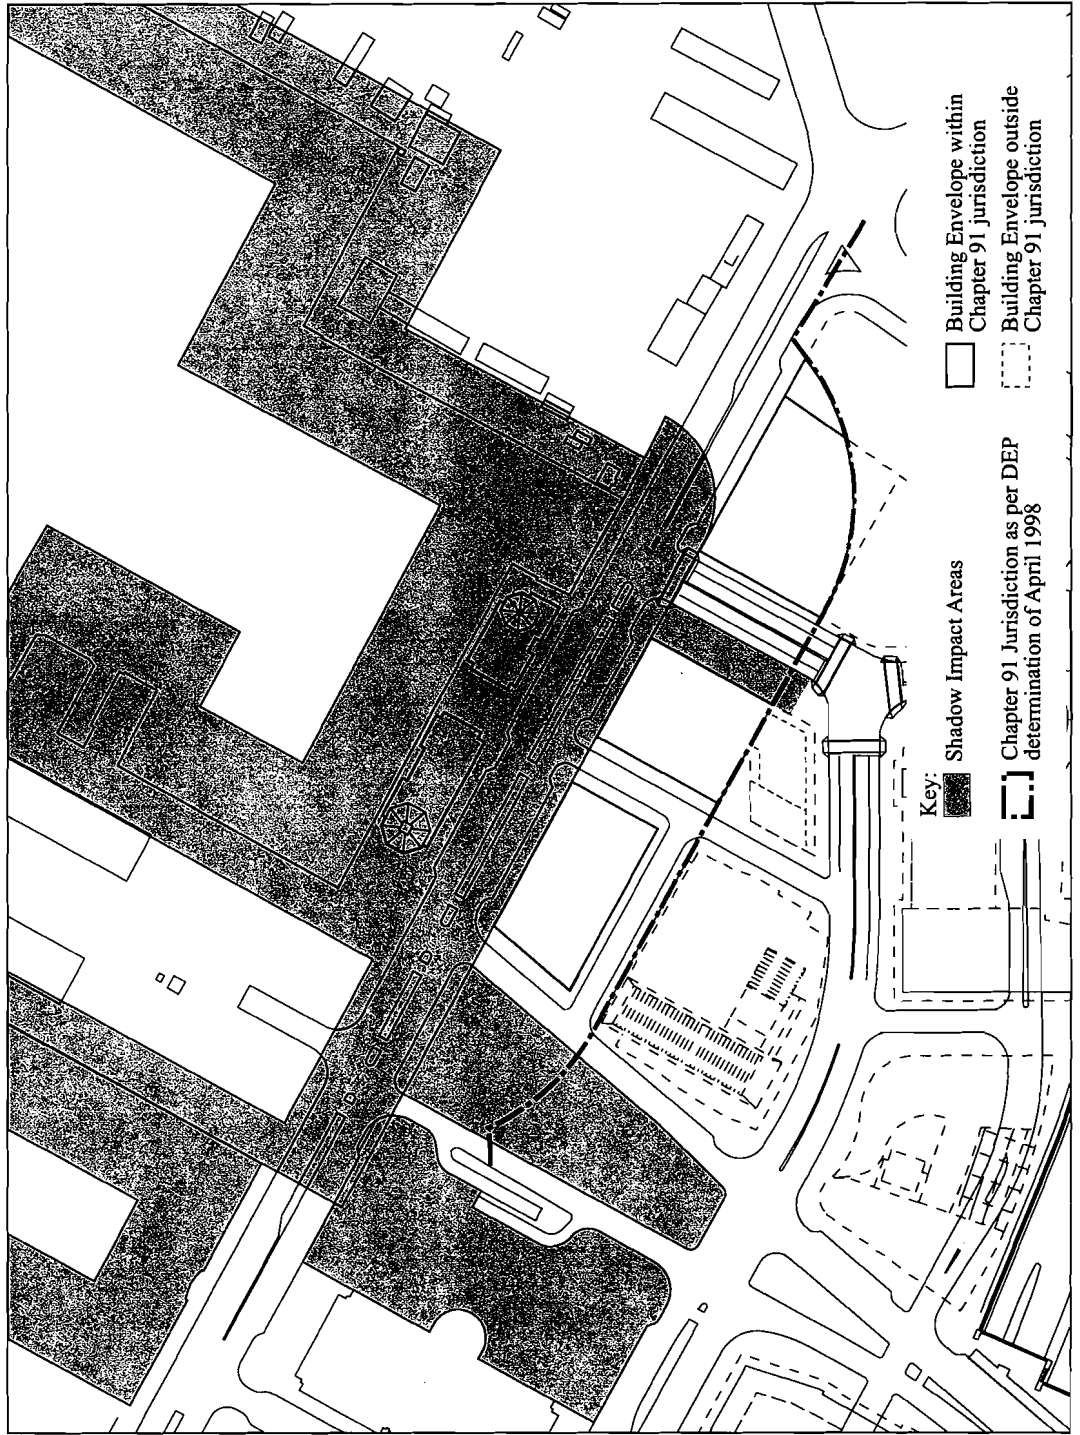 Key:
Shadow Impact Areas
Chapter 91 Jurisdiction as per DEP
determination of April 1998
Building Envelope within
Chapter 91 jurisdiction
Building Envelope outside
Chapter 91 jurisdiction